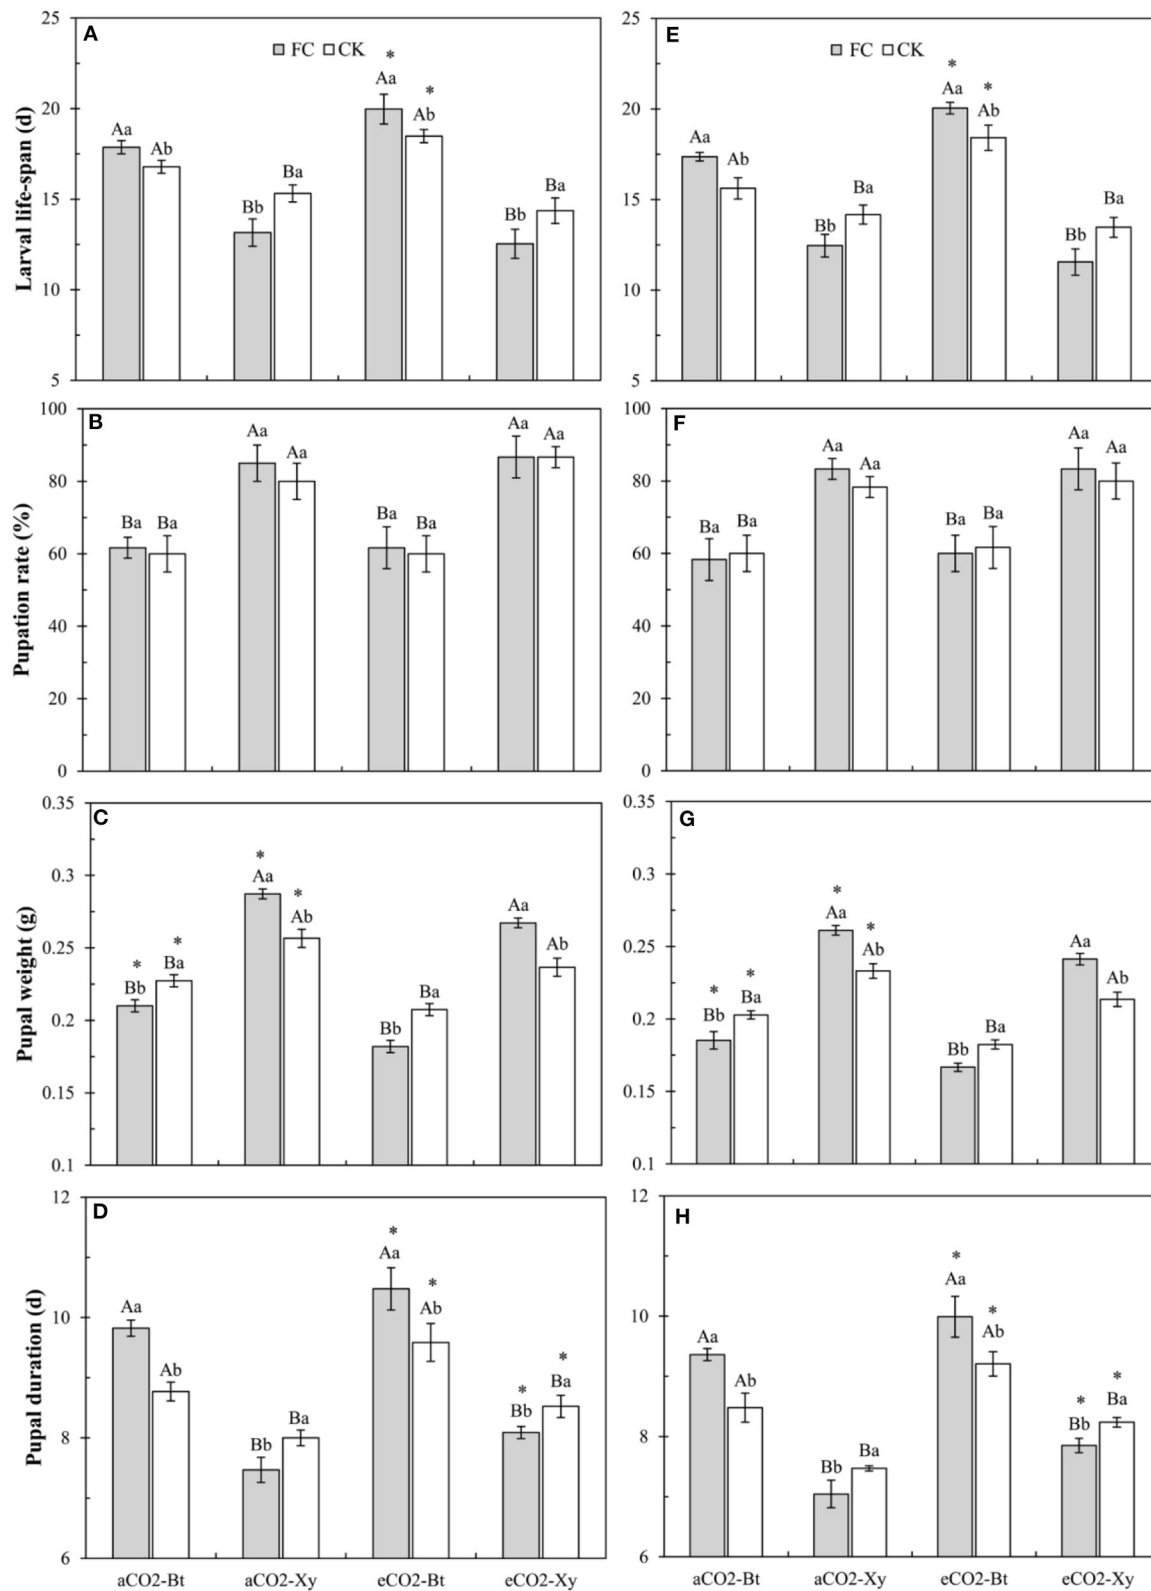 A
FC CK
Larval life-span (d)
25
20
15
10
5
Aa Ab Bb Ba * Aa * Ab Bb Ba
E
FC CK
25
20
15
10
5
Aa Ab Bb Ba * Aa * Ab Bb Ba
B
Pupation rate (%)
100
80
60
40
20
0
Ba Ba Aa Aa Ba Ba Aa Aa
F
100
80
60
40
20
0
Ba Ba Aa Aa Ba Ba Aa Aa
C
Pupal weight (g)
0.35
0.3
0.25
0.2
0.15
0.1
* Bb * Ba * Aa * Ab Bb Ba Aa Ab
G
0.35
0.3
0.25
0.2
0.15
0.1
* Bb * Ba * Aa * Ab Bb Ba Aa Ab
D
Pupal duration (d)
12
10
8
6
Aa Ab Bb Ba * Aa * Ab * Bb * Ba
aCO2-Bt aCO2-Xy eCO2-Bt eCO2-Xy
H
12
10
8
6
Aa Ab Bb Ba * Aa * Ab * Bb * Ba
aCO2-Bt aCO2-Xy eCO2-Bt eCO2-Xy